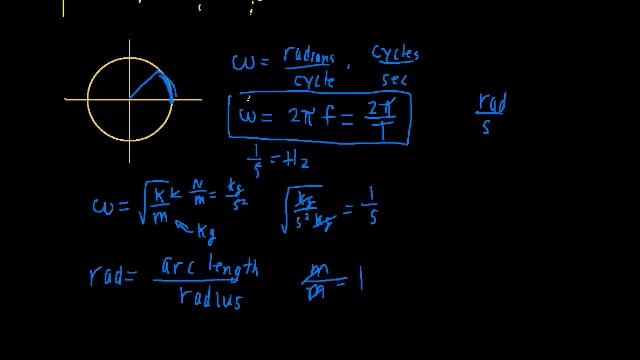 ω = radians/cycle · cycles/sec
ω = 2π f = 2π/T
rad/s
1/s = Hz
ω = √(k/m) k N/m = kg/s² √(kg/s² kg) = 1/s
kg
rad = arc length/radius m/m = 1